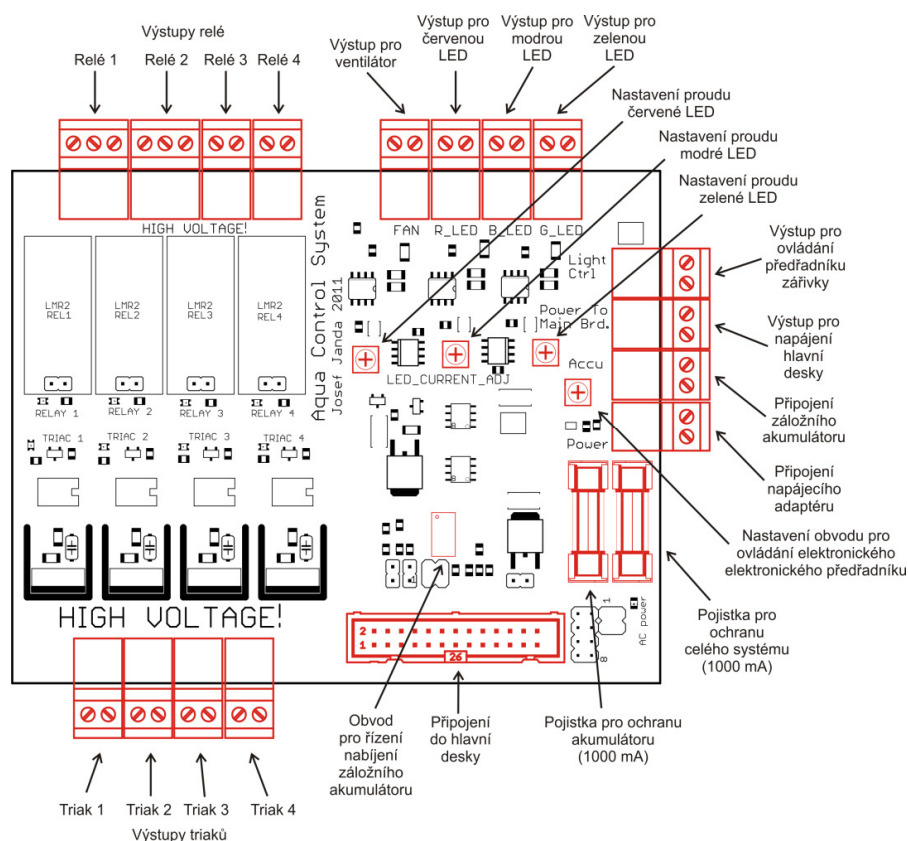 Výstupy relé
Relé 1
Relé 2
Relé 3
Relé 4
Výstup pro
ventilátor
Výstup pro
červenou
LED
Výstup pro
modrou
LED
Výstup pro
zelenou
LED
Nastavení proudu
červené LED
Nastavení proudu
modré LED
Nastavení proudu
zelené LED
HIGH VOLTAGE!
FAN
R_LED
B_LED
G_LED
Aqua Control System
Josef Janda 2011
Light
Ctrl
Power To
Main Brd.
Accu
Power
LMR2
REL1
LMR2
REL2
LMR2
REL3
LMR2
REL4
LED_CURRENT_ADJ
RELAY 1
RELAY 2
RELAY 3
RELAY 4
TRIAC 1
TRIAC 2
TRIAC 3
TRIAC 4
8
8
1
HIGH VOLTAGE!
2
1
26
1
8
AC power
Výstup pro
ovládání
předřadníku
zářivky
Výstup pro
napájení
hlavní
desky
Připojení
záložního
akumulátoru
Připojení
napájecího
adaptéru
Nastavení obvodu pro
ovládání elektronického
elektronického předřadníku
Pojistka pro
ochranu
celého systému
(1000 mA)
Obvod
pro řízení
nabíjení
záložního
akumulátoru
Připojení
do hlavní
desky
Pojistka pro ochranu
akumulátoru
(1000 mA)
Triak 1
Triak 2
Triak 3
Triak 4
Výstupy triaků